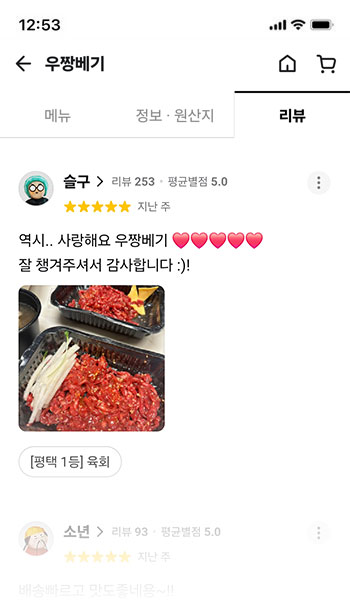 12:53
우짱베기
메뉴
정보 · 원산지
리뷰
슬구 리뷰 253 · 평균별점 5.0
지난 주
역시.. 사랑해요 우짱베기 ❤️❤️❤️❤️❤️
잘 챙겨주셔서 감사합니다 :)!
[평택 1등] 육회
소년 리뷰 93 · 평균별점 5.0
지난 주
배송빠르고 맛도좋네용~!!